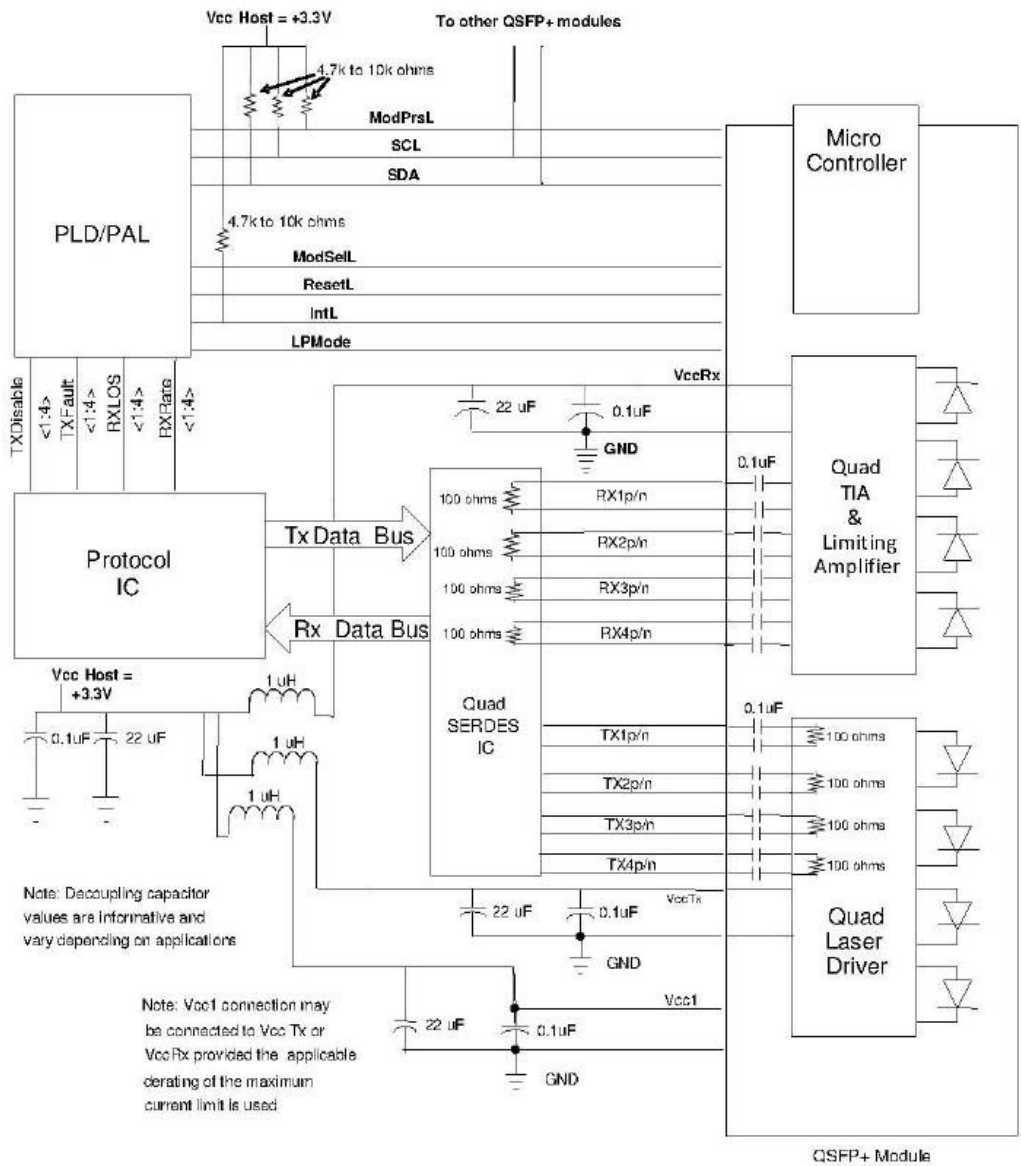 Vcc Host = +3.3V
To other QSFP+ modules
4.7k to 10k ohms
ModPrsL
SCL
SDA
Micro
Controller
PLD/PAL
4.7k to 10k ohms
ModSelL
ResetL
IntL
LPMode
TXDisable
<1:4>
TXFault
<1:4>
RXLOS
<1:4>
RXRate
<1:4>
VccRx
22 uF
0.1uF
GND
0.1uF
Quad
TIA
&
Limiting
Amplifier
100 ohms
RX1p/n
100 ohms
RX2p/n
100 ohms
RX3p/n
100 ohms
RX4p/n
Tx Data Bus
Protocol
IC
Rx Data Bus
Vcc Host =
+3.3V
0.1uF
22 uF
1 uH
1 uH
1 uH
Quad
SERDES
IC
0.1uF
TX1p/n
100 ohms
TX2p/n
100 ohms
TX3p/n
100 ohms
TX4p/n
100 ohms
VccTx
22 uF
0.1uF
GND
Quad
Laser
Driver
Note: Decoupling capacitor
values are informative and
vary depending on applications
Vcc1
22 uF
0.1uF
GND
Note: Vcc1 connection may
be connected to Vcc Tx or
VccRx provided the applicable
derating of the maximum
current limit is used
QSFP+ Module